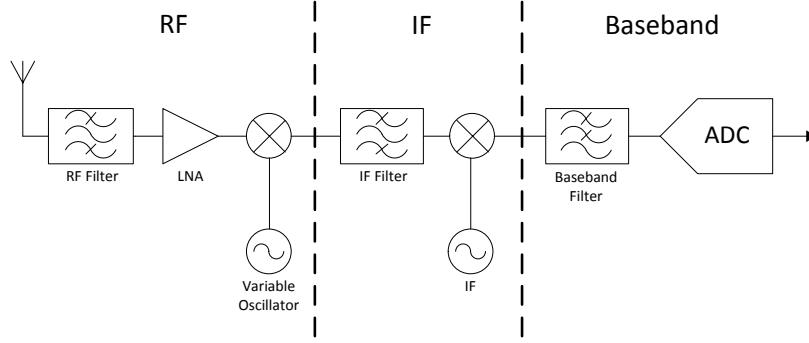 RF
IF
Baseband
ADC
RF Filter
LNA
IF Filter
Baseband
Filter
Variable
Oscillator
IF